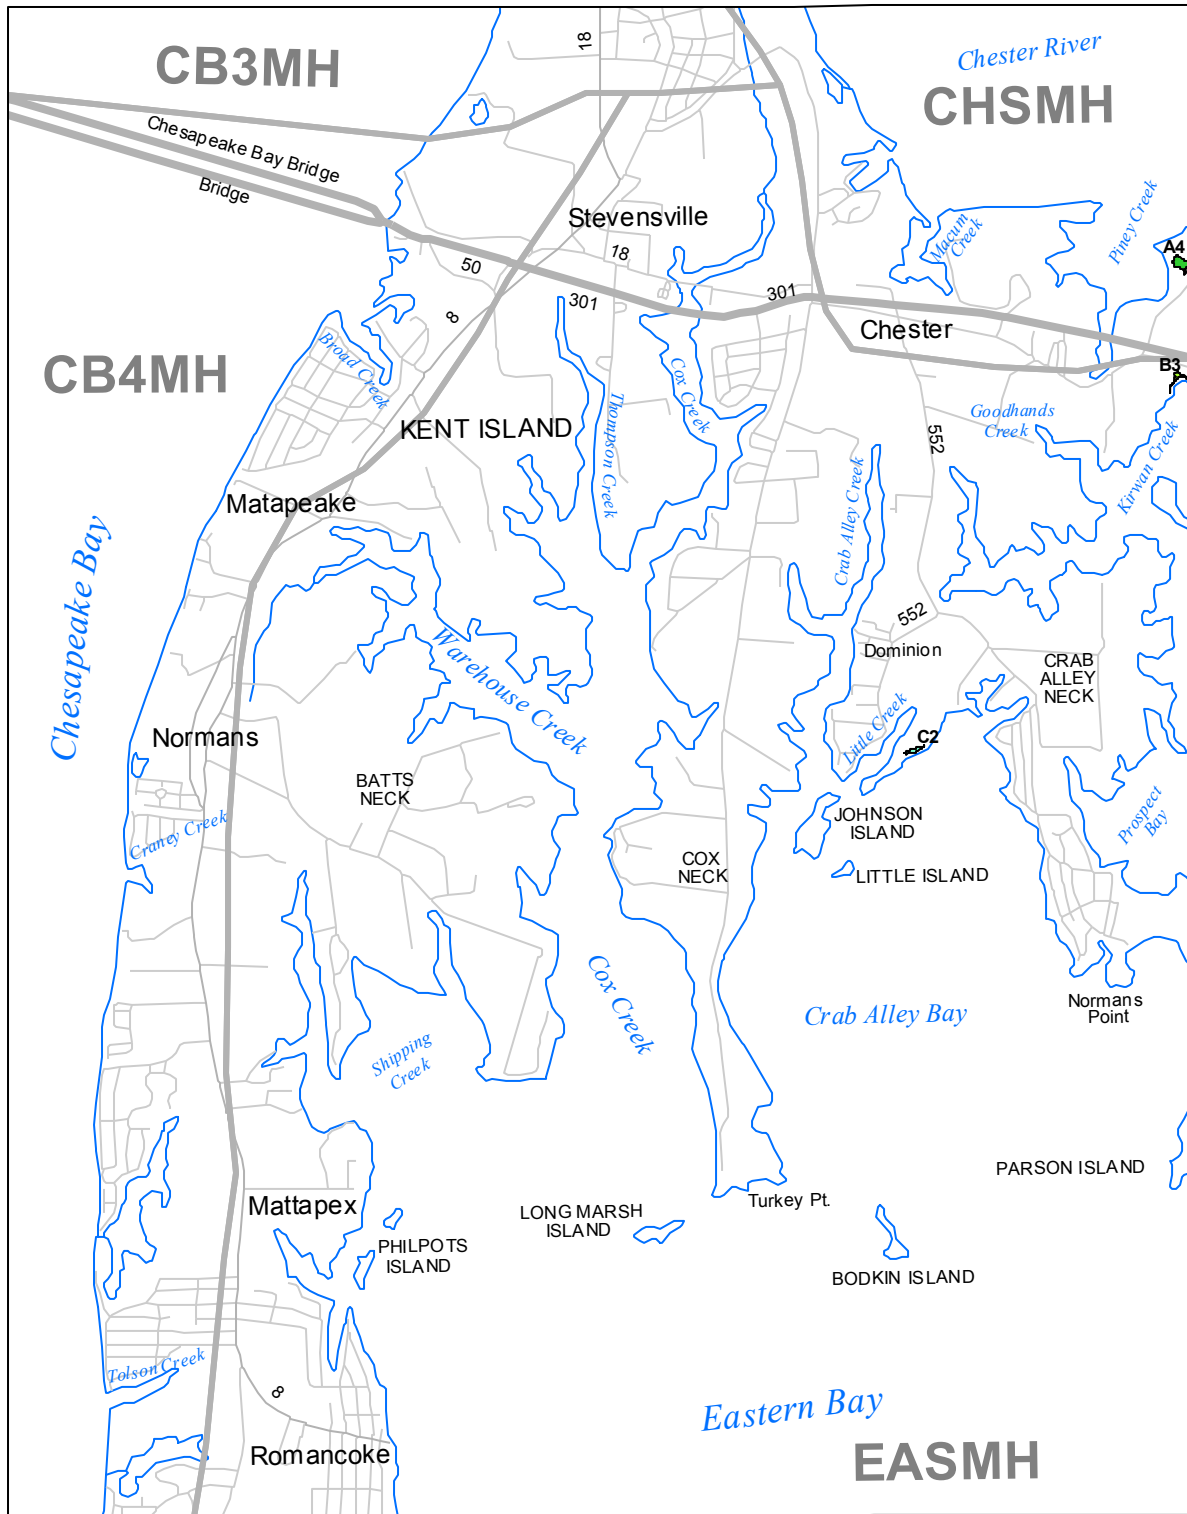 CB3MH
18
Chester River
CHSMH
Chesapeake Bay Bridge
Bridge
Stevensville
18
50
301
301
8
Macum
Creek
Piney Creek
A4
Chester
B3
CB4MH
Broad Creek
Cox Creek
KENT ISLAND
Thompson Creek
Goodhands
Creek
552
Kirwan Creek
Matapeake
Crab Alley Creek
Chesapeake Bay
552
Dominion
Warehouse Creek
CRAB
ALLEY
NECK
Little Creek
C2
Normans
BATTS
NECK
JOHNSON
ISLAND
Prospect
Bay
Craney Creek
COX
NECK
LITTLE ISLAND
Cox Creek
Crab Alley Bay
Normans
Point
Shipping
Creek
PARSON ISLAND
Mattapex
Turkey Pt.
LONG MARSH
ISLAND
PHILPOTS
ISLAND
BODKIN ISLAND
Tolson Creek
8
Eastern Bay
Romancoke
EASMH